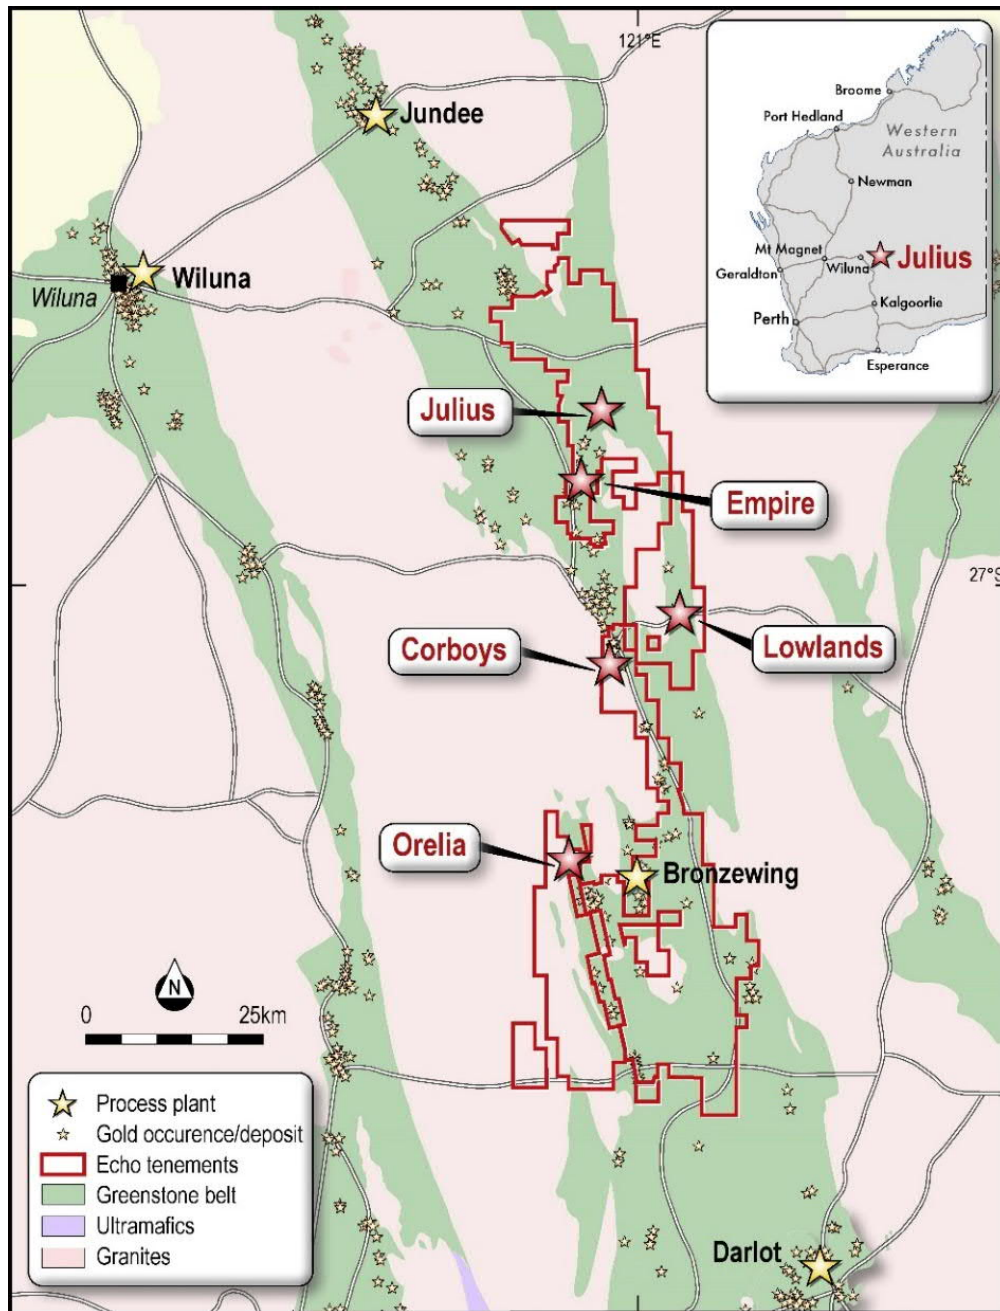 121°E
Jundee
Wiluna
Wiluna
Broome
Port Hedland
Western
Australia
Newman
Mt Magnet
Wiluna
Julius
Geraldton
Kalgoorlie
Perth
Esperance
Julius
Empire
27°S
Corboys
Lowlands
Orelia
Bronzewing
N
0 25km
Process plant
Gold occurence/deposit
Echo tenements
Greenstone belt
Ultramafics
Granites
Darlot